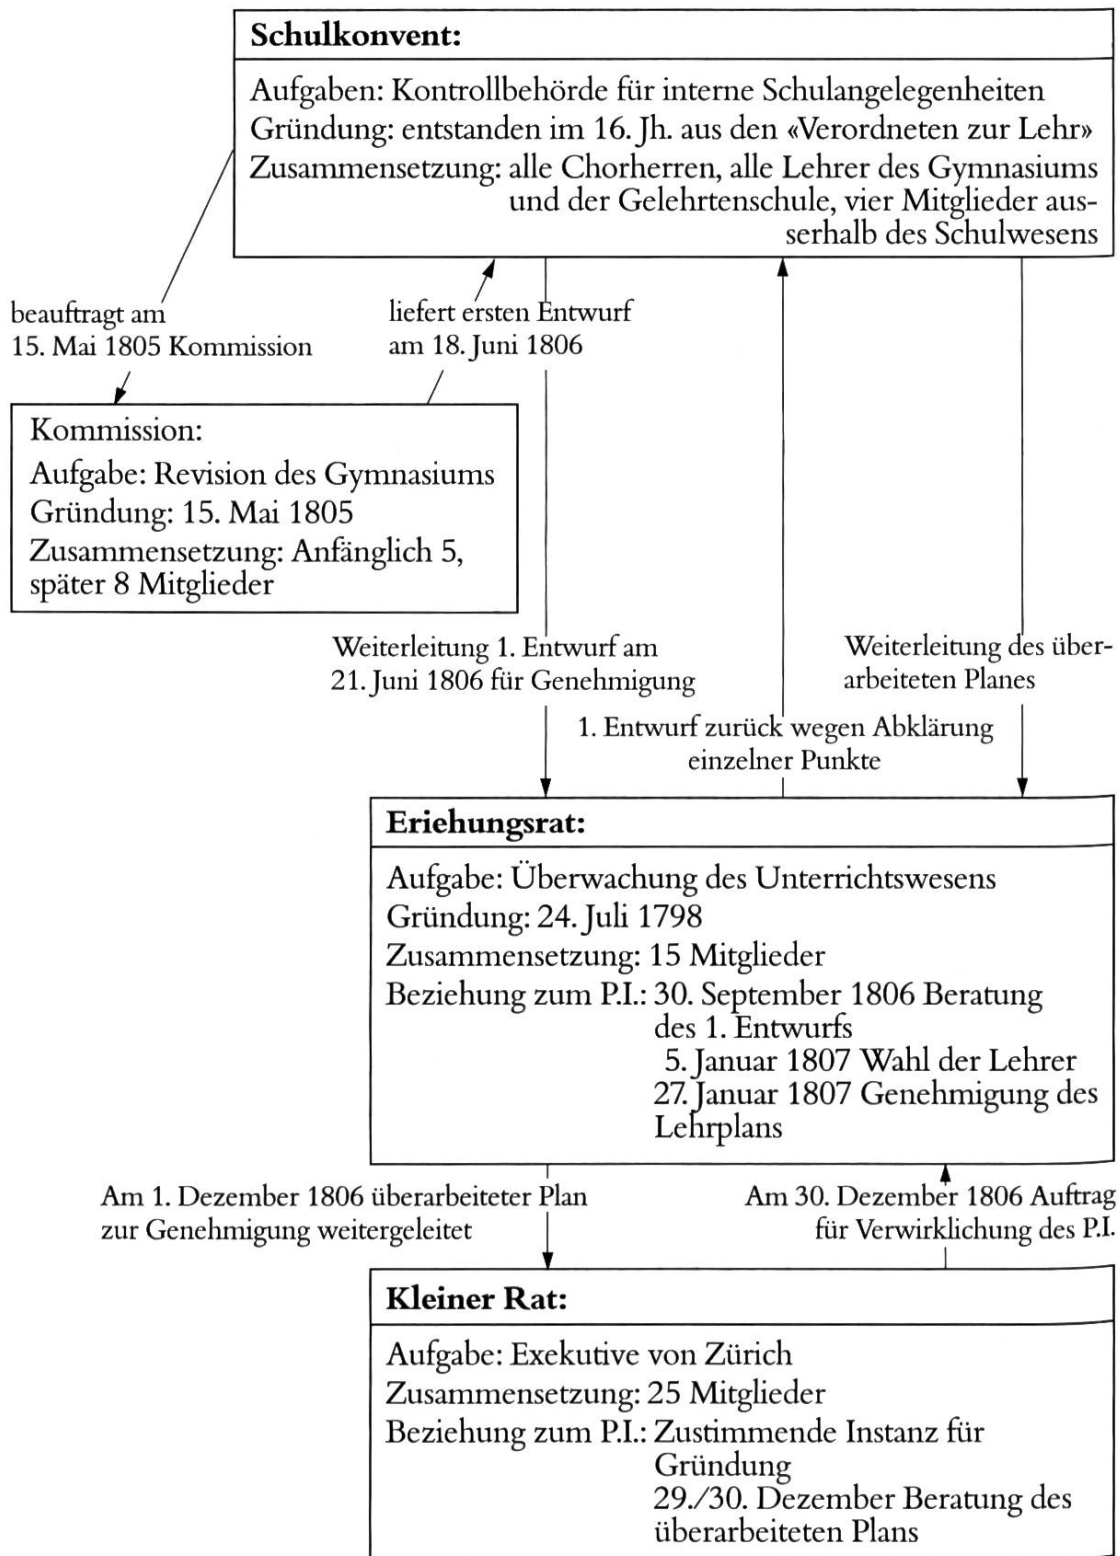 Schulkonvent:
Aufgaben: Kontrollbehörde für interne Schulangelegenheiten
Gründung: entstanden im 16. Jh. aus den «Verordneten zur Lehr»
Zusammensetzung: alle Chorherren, alle Lehrer des Gymnasiums
und der Gelehrtenschule, vier Mitglieder aus-
serhalb des Schulwesens
beauftragt am
15. Mai 1805 Kommission
liefert ersten Entwurf
am 18. Juni 1806
Kommission:
Aufgabe: Revision des Gymnasiums
Gründung: 15. Mai 1805
Zusammensetzung: Anfänglich 5,
später 8 Mitglieder
Weiterleitung 1. Entwurf am
21. Juni 1806 für Genehmigung
Weiterleitung des über-
arbeiteten Planes
1. Entwurf zurück wegen Abklärung
einzelner Punkte
Eriehungsrat:
Aufgabe: Überwachung des Unterrichtswesens
Gründung: 24. Juli 1798
Zusammensetzung: 15 Mitglieder
Beziehung zum P.I.: 30. September 1806 Beratung
des 1. Entwurfs
5. Januar 1807 Wahl der Lehrer
27. Januar 1807 Genehmigung des
Lehrplans
Am 1. Dezember 1806 überarbeiteter Plan
zur Genehmigung weitergeleitet
Am 30. Dezember 1806 Auftrag
für Verwirklichung des P.I.
Kleiner Rat:
Aufgabe: Exekutive von Zürich
Zusammensetzung: 25 Mitglieder
Beziehung zum P.I.: Zustimmende Instanz für
Gründung
29./30. Dezember Beratung des
überarbeiteten Plans